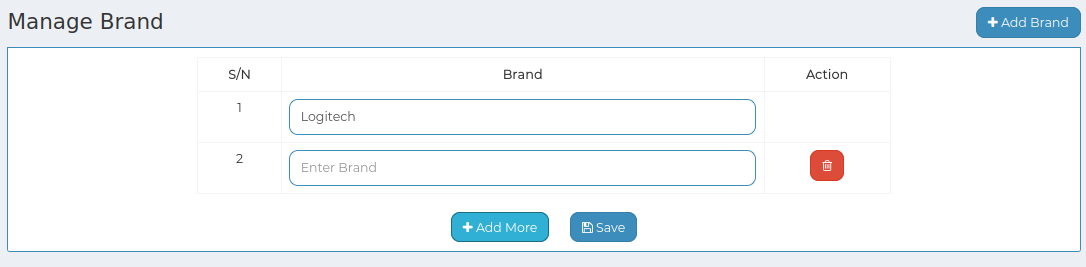 Manage Brand
Add Brand
S/N Brand Action
1 Logitech
2 Enter Brand
Add More Save